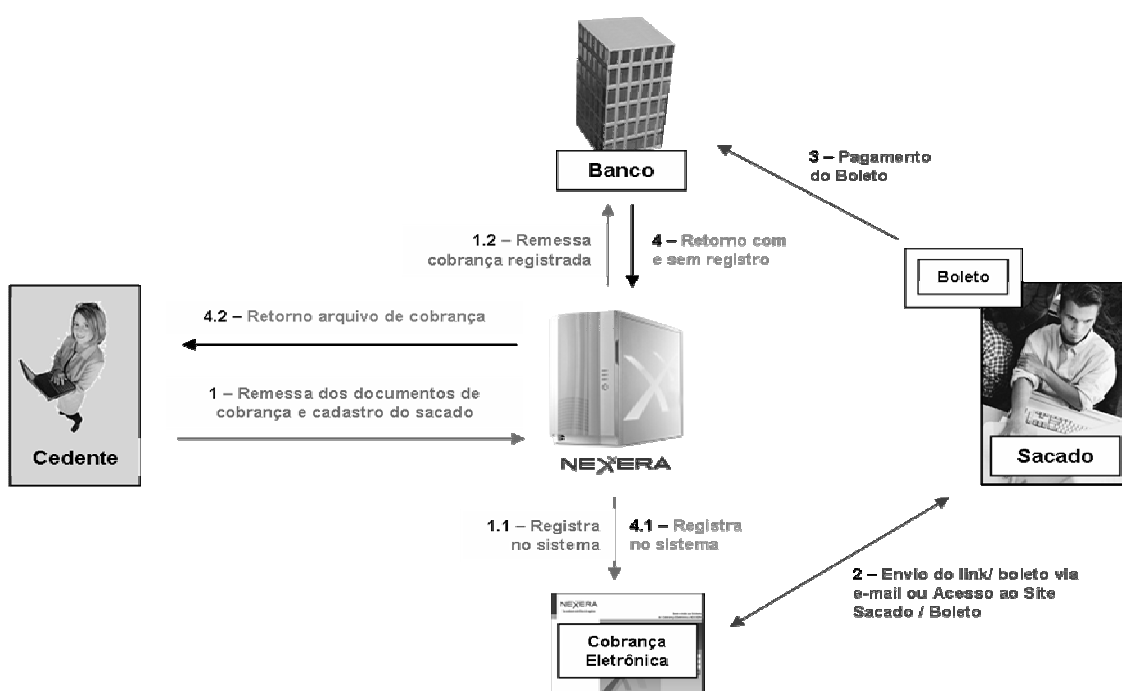 Banco
3 – Pagamento
do Boleto
1.2 – Remessa
cobrança registrada
4 – Retorno com
e sem registro
Boleto
4.2 – Retorno arquivo de cobrança
1 – Remessa dos documentos de
cobrança e cadastro do sacado
Cedente
NEXXERA
Sacado
1.1 – Registra
no sistema
4.1 – Registra
no sistema
2 – Envio do link/ boleto via
e-mail ou Acesso ao Site
Sacado / Boleto
NEXXERA
Cobrança
Eletrônica